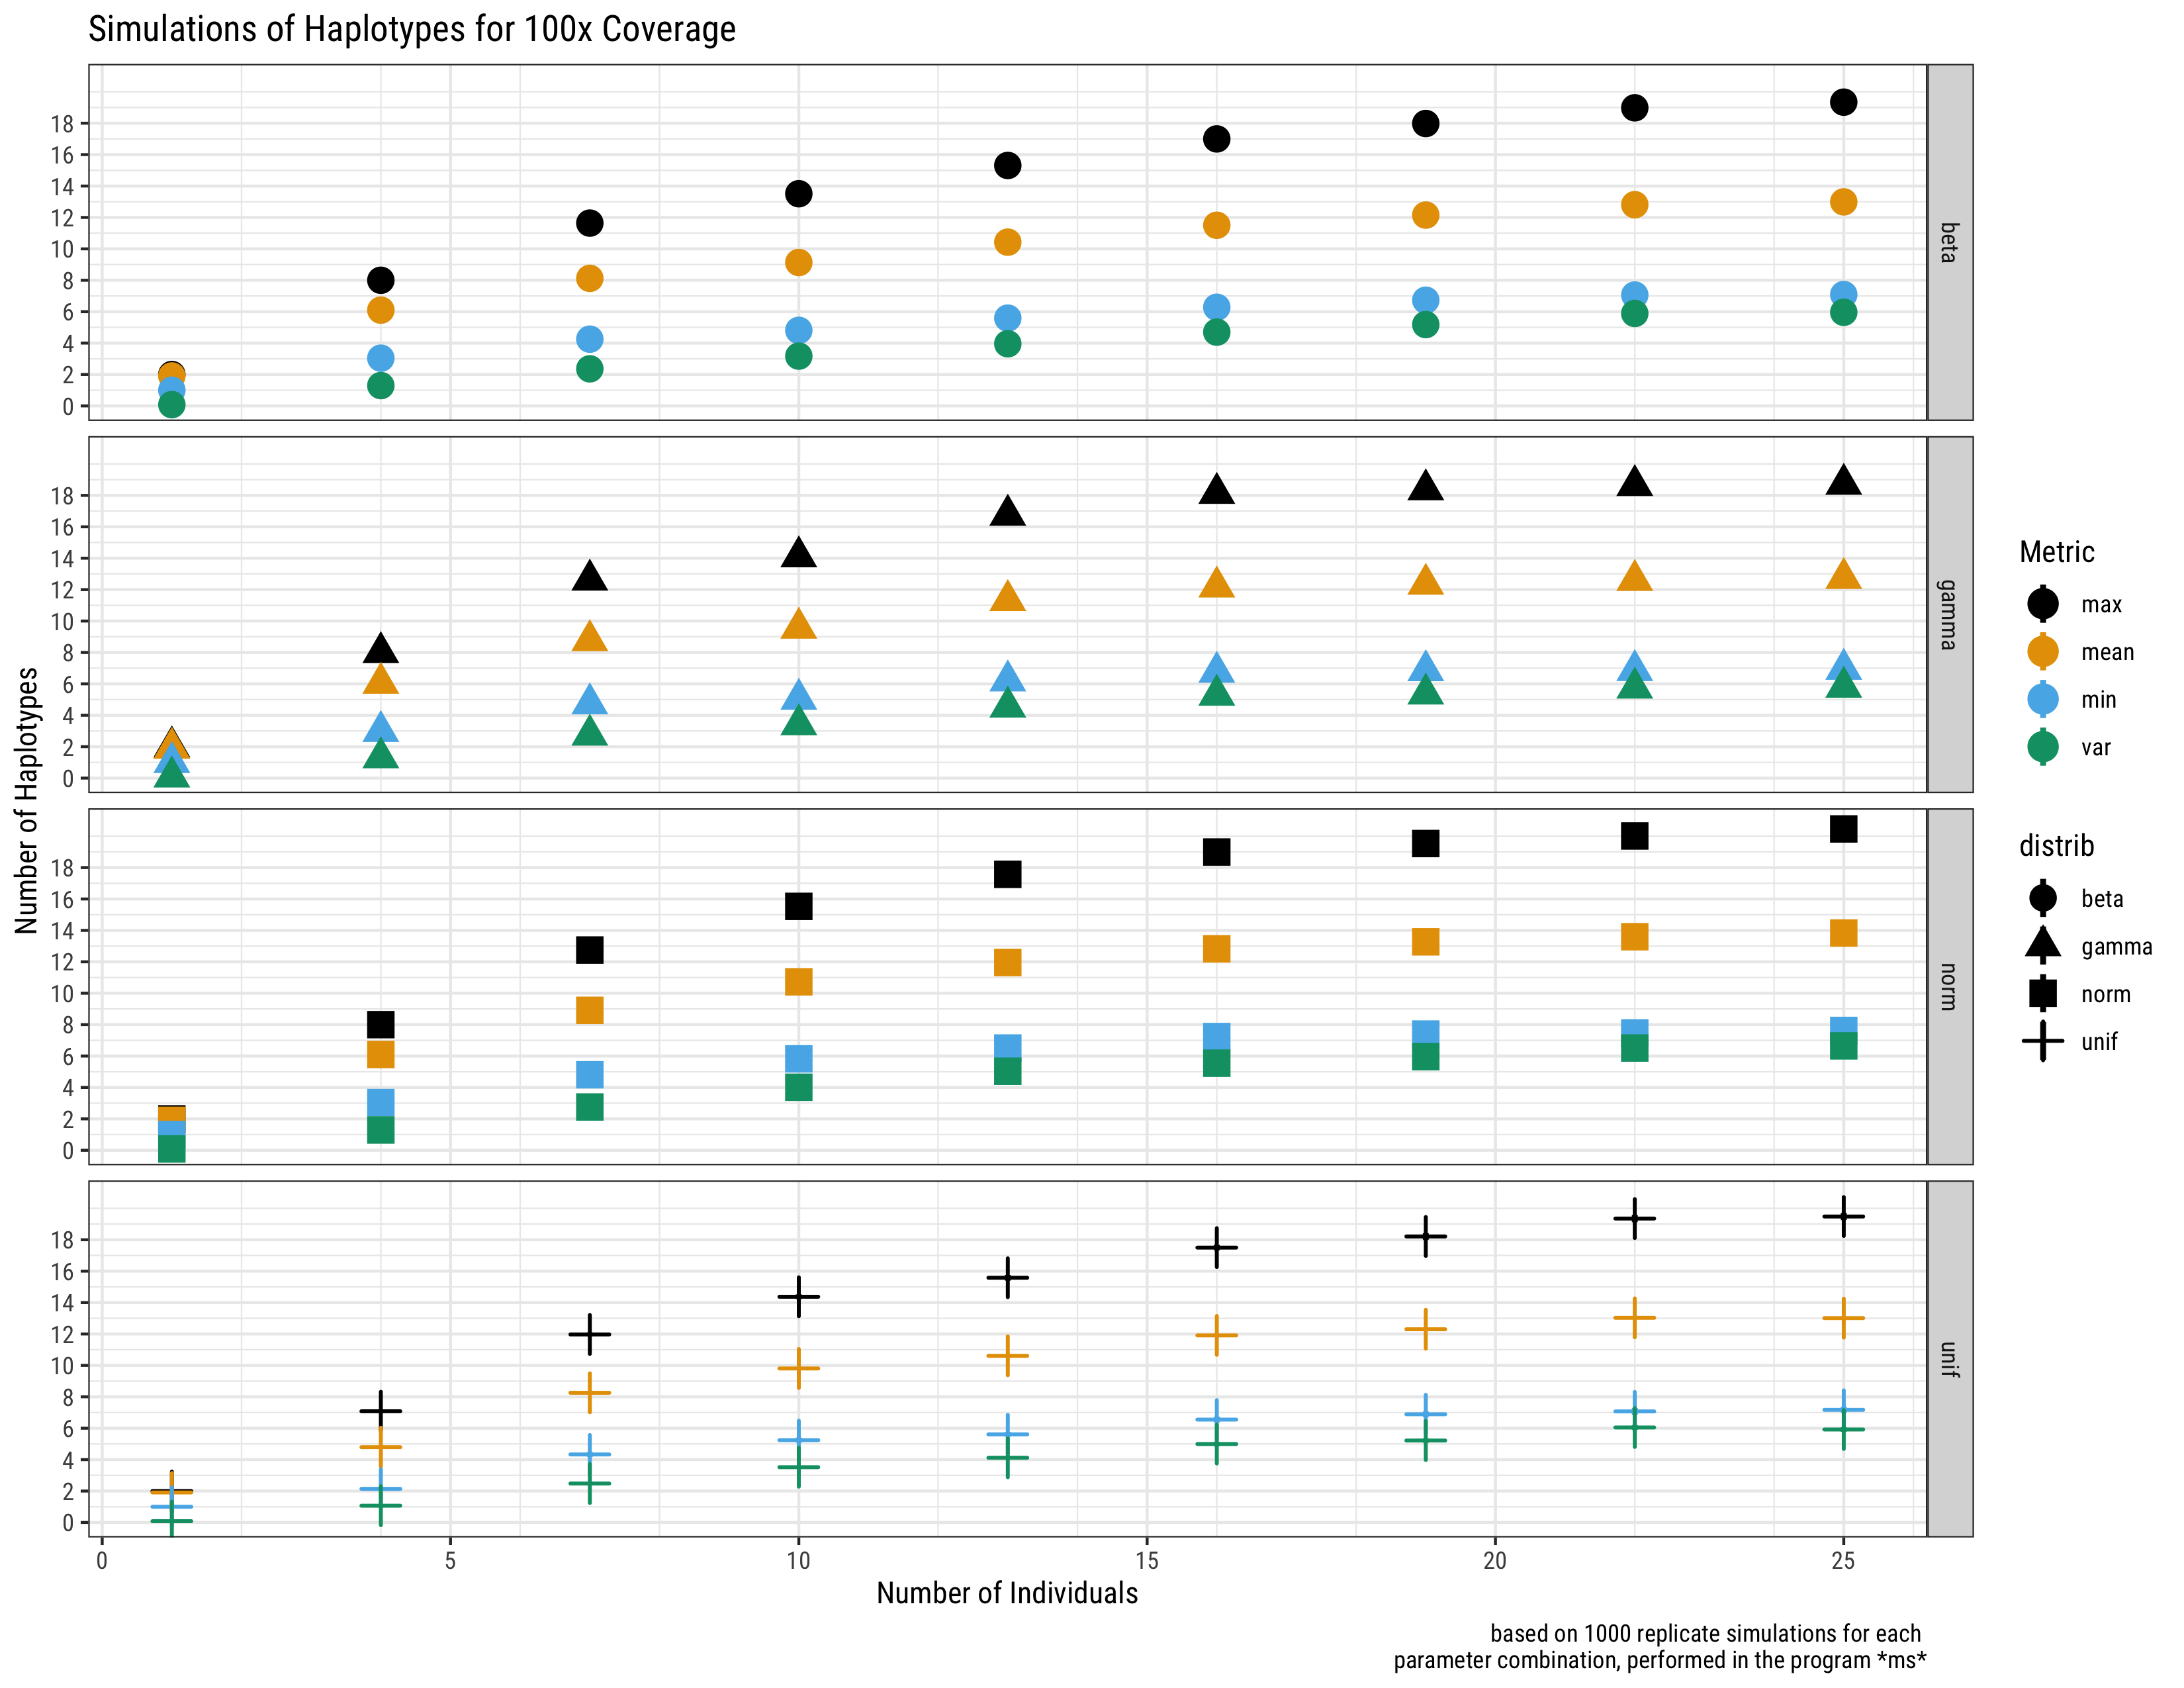 Simulations of Haplotypes for 100x Coverage
18
16
14
12
10
8
6
4
2
0
beta
18
16
14
12
10
8
6
4
2
0
gamma
18
16
14
12
10
8
6
4
2
0
norm
18
16
14
12
10
8
6
4
2
0
unif
Number of Haplotypes
0 5 10 15 20 25
Number of Individuals
Metric
max
mean
min
var
distrib
beta
gamma
norm
unif
based on 1000 replicate simulations for each
parameter combination, performed in the program *ms*